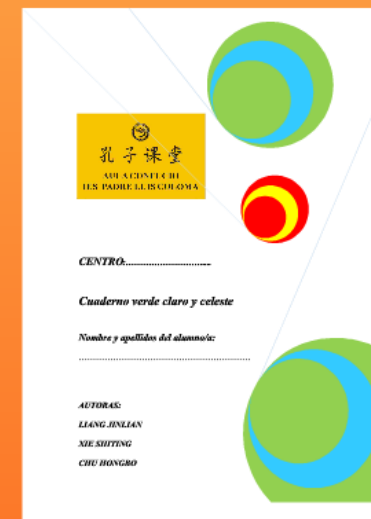 孔子课堂
AULA CONFUCIO
IES PADRE LUIS COLOMA
CENTRO:..............................
Cuaderno verde claro y celeste
Nombre y apellidos del alumno/a:
..............................................................
AUTORAS:
LIANG JINLIAN
XIE SHITING
CHU HONGBO